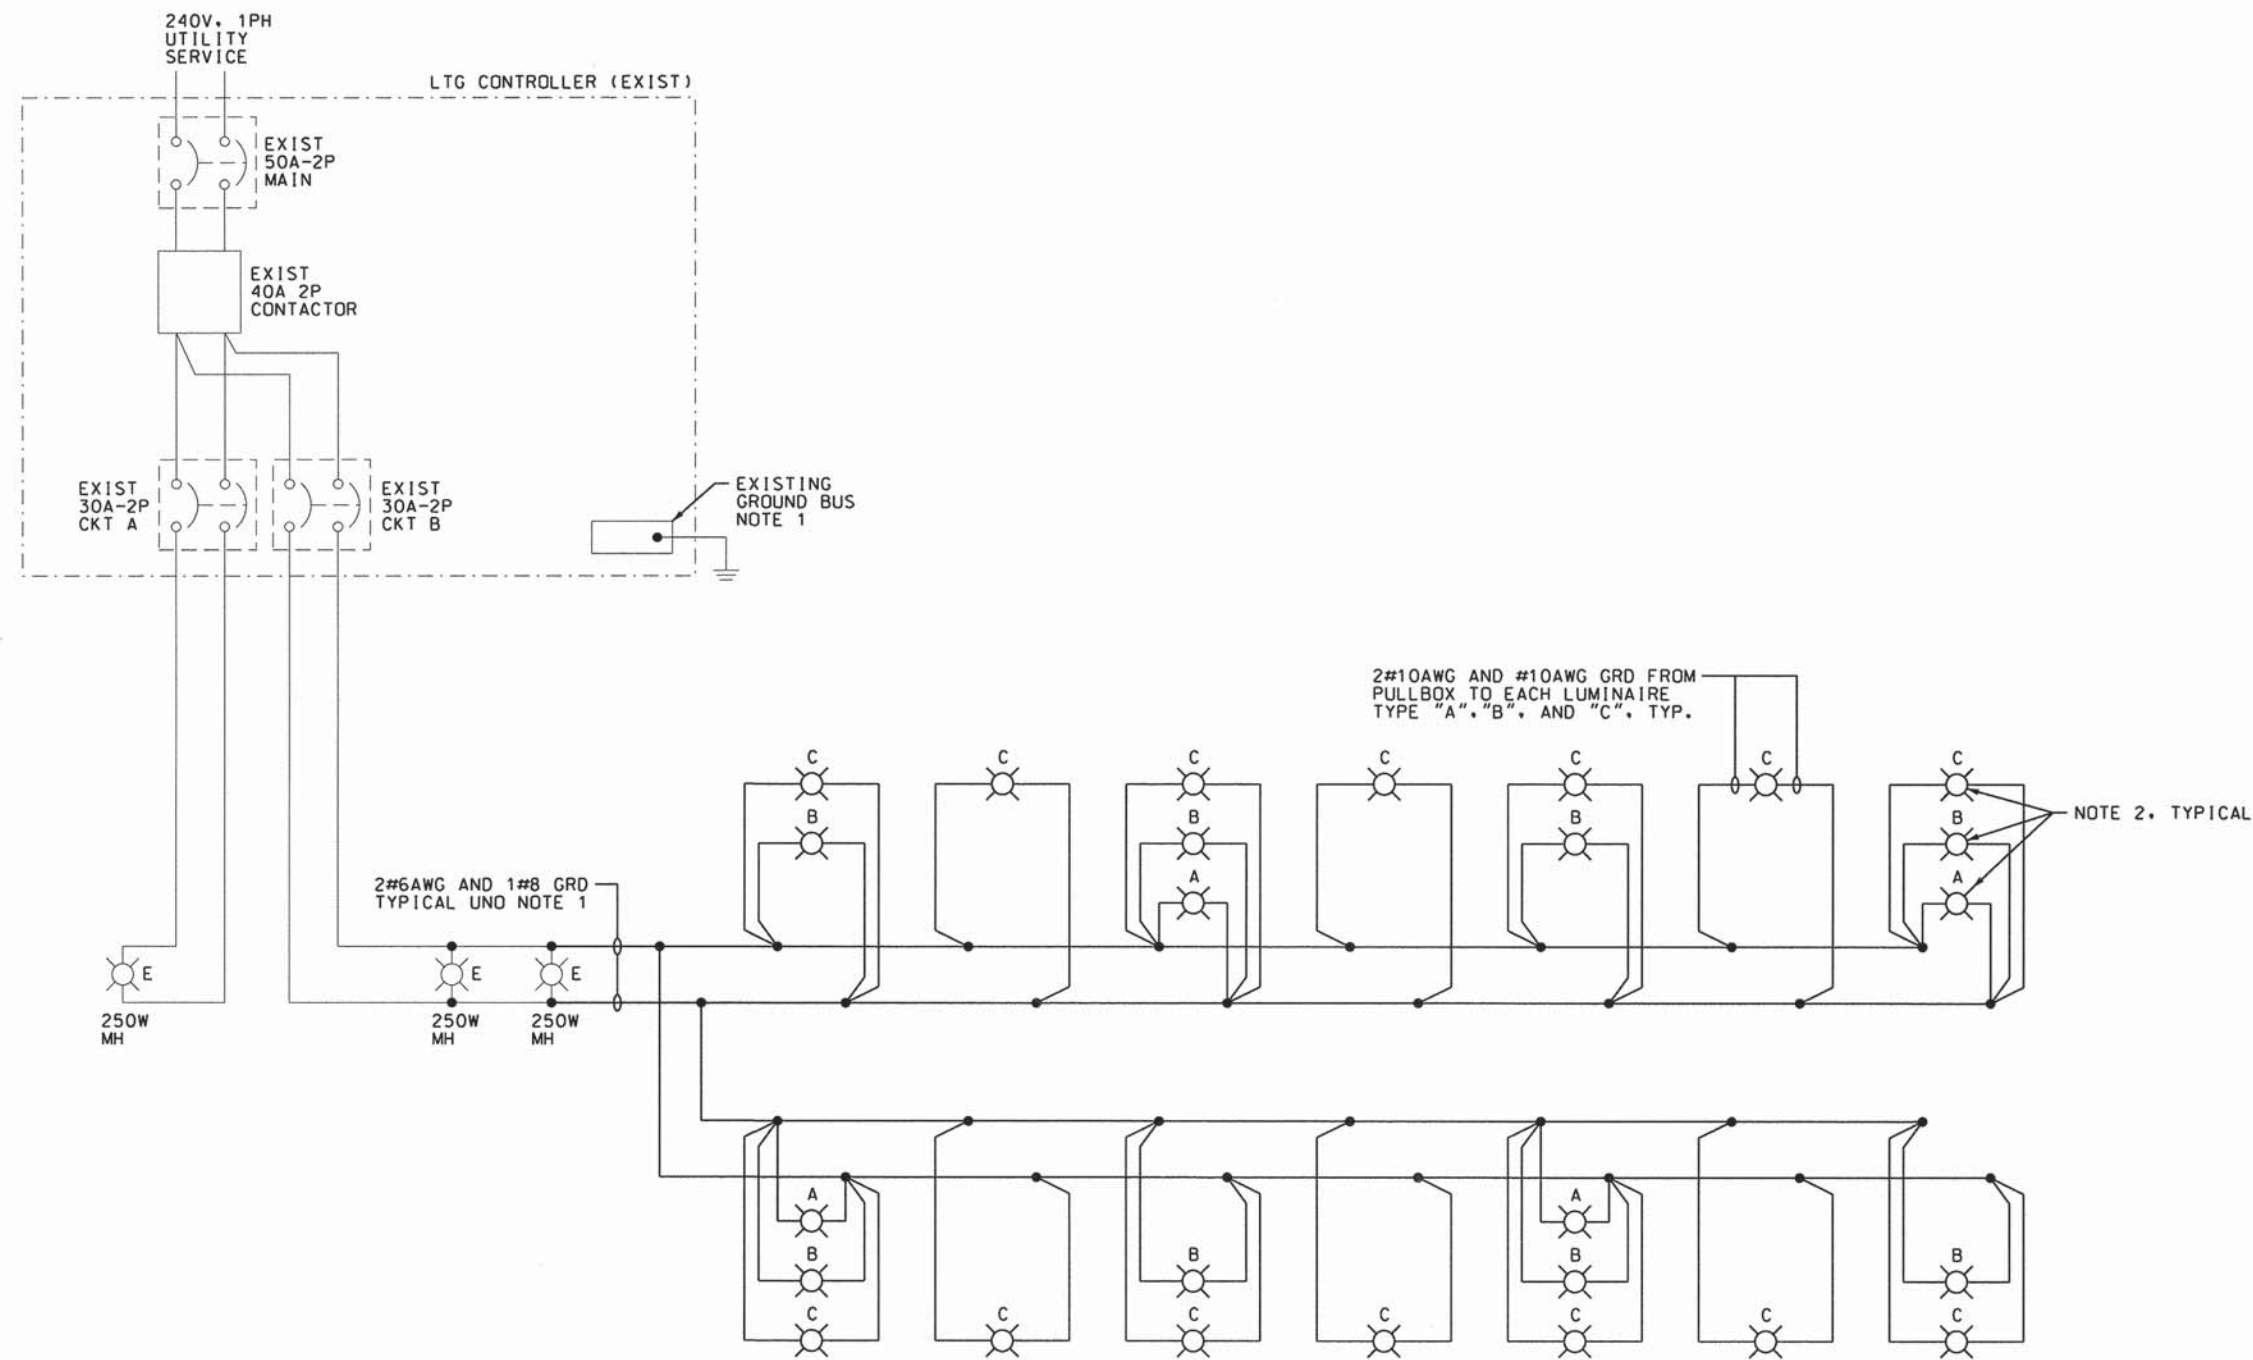 240V, 1PH
UTILITY
SERVICE
LTG CONTROLLER (EXIST)
EXIST
50A-2P
MAIN
EXIST
40A 2P
CONTACTOR
EXIST
30A-2P
CKT A
EXIST
30A-2P
CKT B
EXISTING
GROUND BUS
NOTE 1
2#10AWG AND #10AWG GRD FROM
PULLBOX TO EACH LUMINAIRE
TYPE "A","B", AND "C", TYP.
C C C C C C C
B B B B
NOTE 2, TYPICAL
A A
2#6AWG AND 1#8 GRD
TYPICAL UNO NOTE 1
E E E
250W
MH
250W
MH
250W
MH
A A
B B B B
C C C C C C C